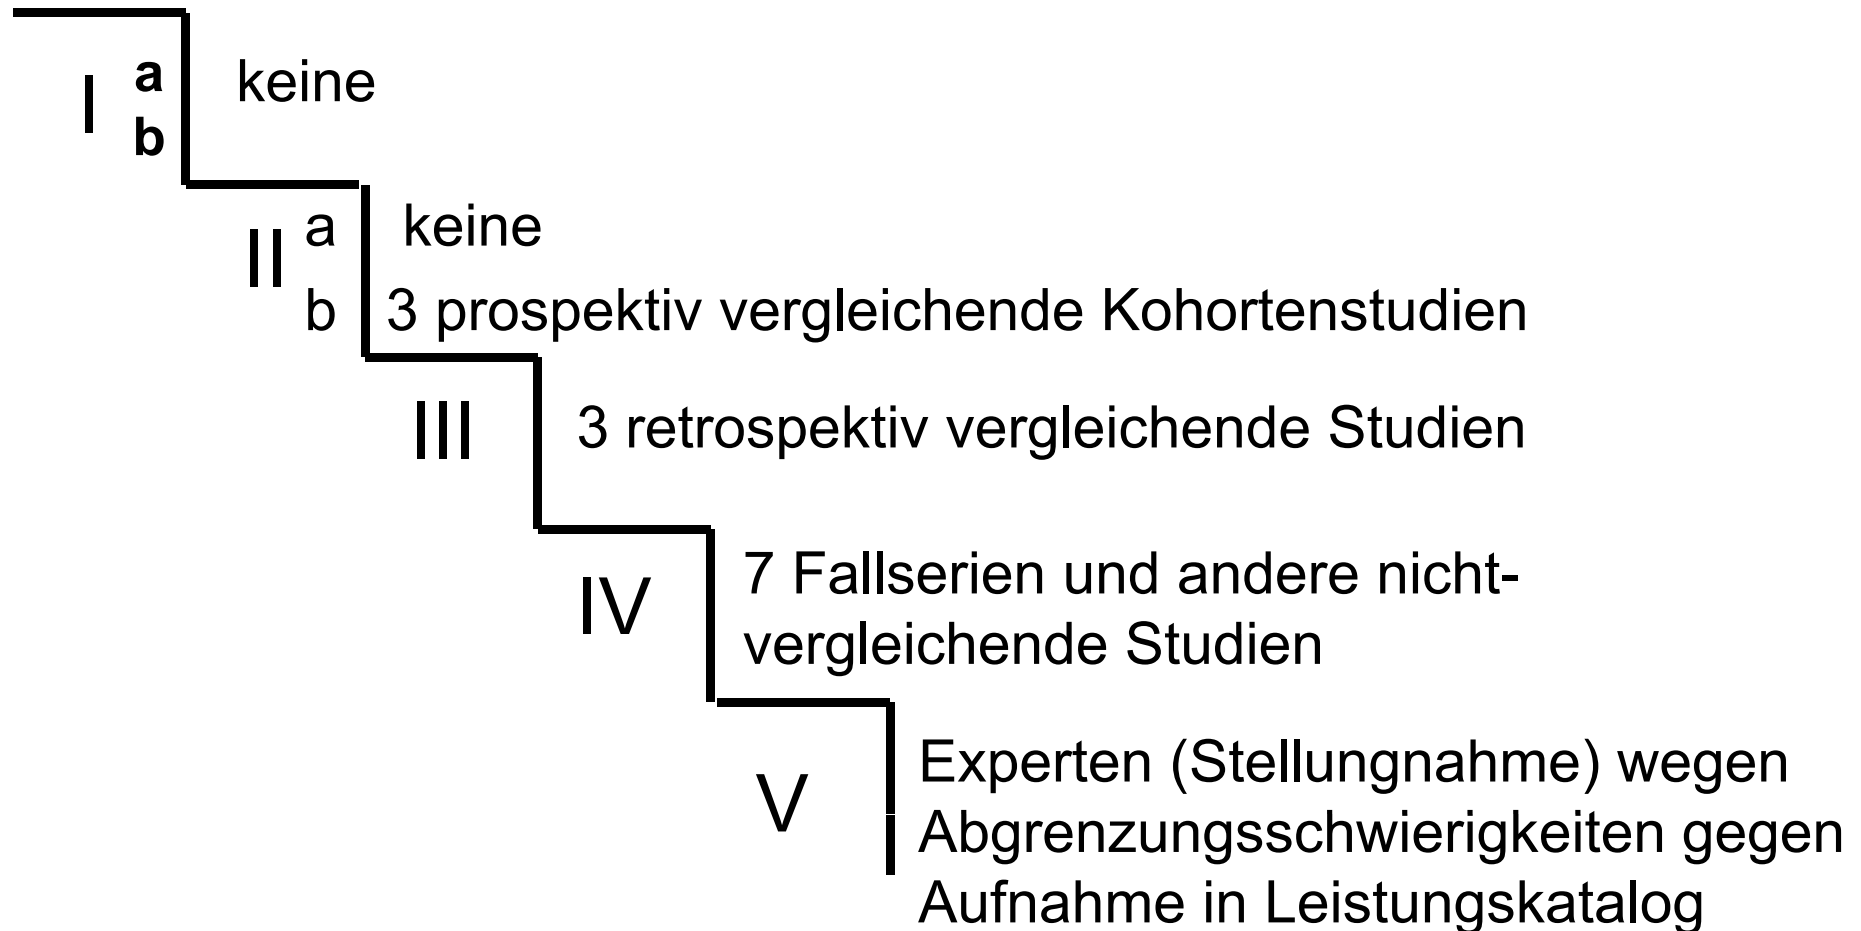 I a keine
b
II a keine
b 3 prospektiv vergleichende Kohortenstudien
III 3 retrospektiv vergleichende Studien
IV 7 Fallserien und andere nicht-
vergleichende Studien
V Experten (Stellungnahme) wegen
Abgrenzungsschwierigkeiten gegen
Aufnahme in Leistungskatalog